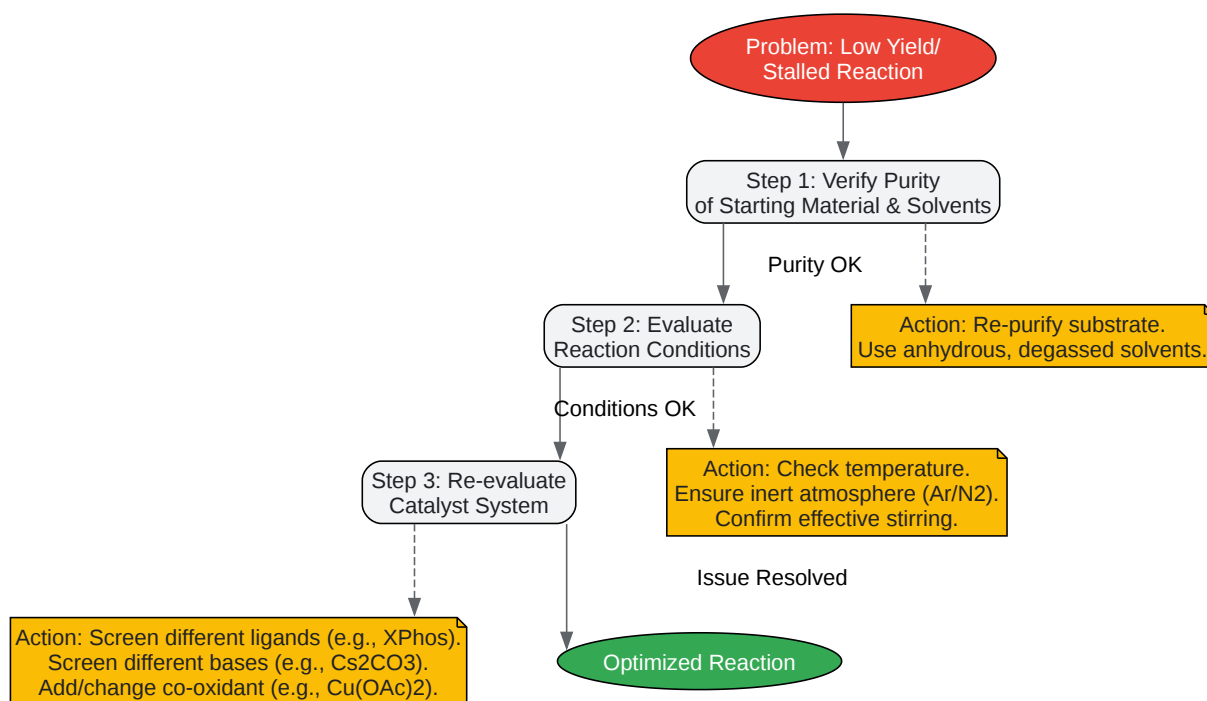 Problem: Low Yield/
Stalled Reaction
Step 1: Verify Purity
of Starting Material & Solvents
Purity OK
Step 2: Evaluate
Reaction Conditions
Action: Re-purify substrate.
Use anhydrous, degassed solvents.
Conditions OK
Step 3: Re-evaluate
Catalyst System
Action: Check temperature.
Ensure inert atmosphere (Ar/N2).
Confirm effective stirring.
Issue Resolved
Action: Screen different ligands (e.g., XPhos).
Screen different bases (e.g., Cs2CO3).
Add/change co-oxidant (e.g., Cu(OAc)2).
Optimized Reaction